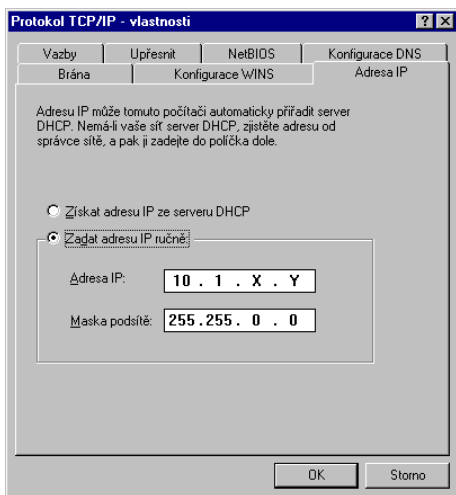 Protokol TCP/IP - vlastnosti
Vazby Upřesnit NetBIOS Konfigurace DNS
Brána Konfigurace WINS Adresa IP
Adresu IP může tomuto počítači automaticky přiřadit server
DHCP. Nemá-li vaše síť server DHCP, zjistěte adresu od
správce sítě, a pak ji zadejte do políčka dole.
Získat adresu IP ze serveru DHCP
Zadat adresu IP ručně:
Adresa IP: 10 . 1 . X . Y
Maska podsítě: 255.255. 0 . 0
OK Storno